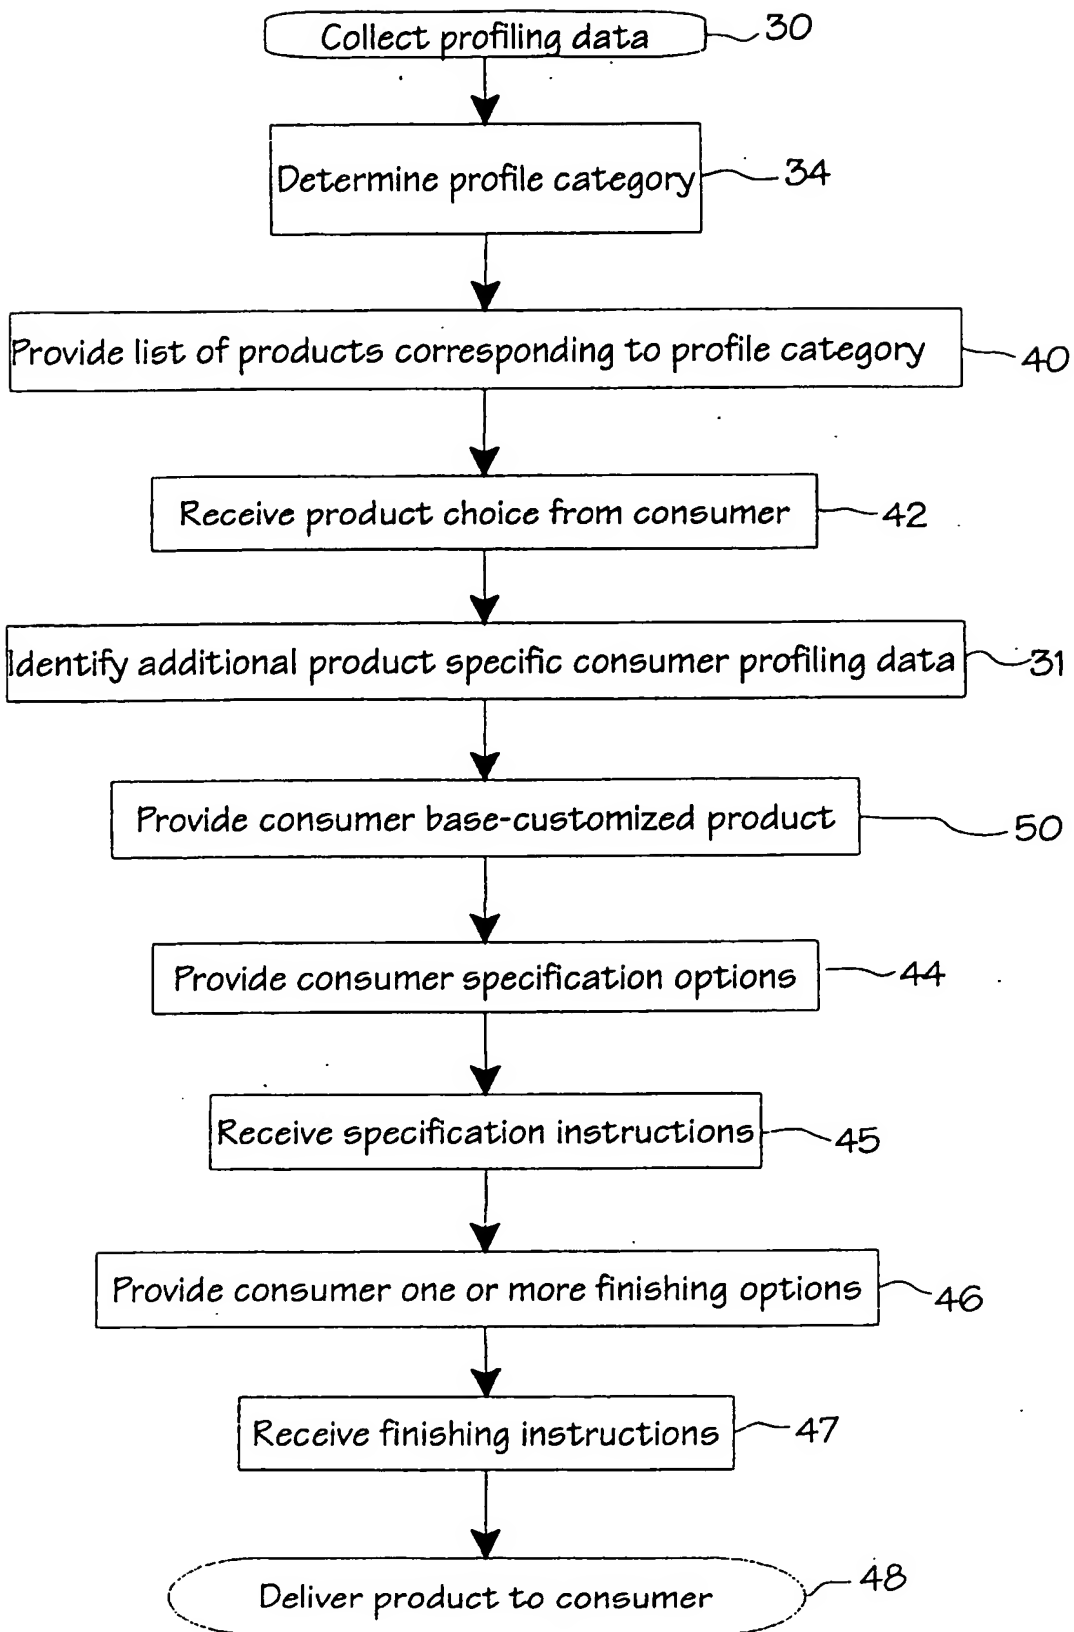 Collect profiling data 30
Determine profile category 34
Provide list of products corresponding to profile category 40
Receive product choice from consumer 42
Identify additional product specific consumer profiling data 31
Provide consumer base-customized product 50
Provide consumer specification options 44
Receive specification instructions 45
Provide consumer one or more finishing options 46
Receive finishing instructions 47
Deliver product to consumer 48